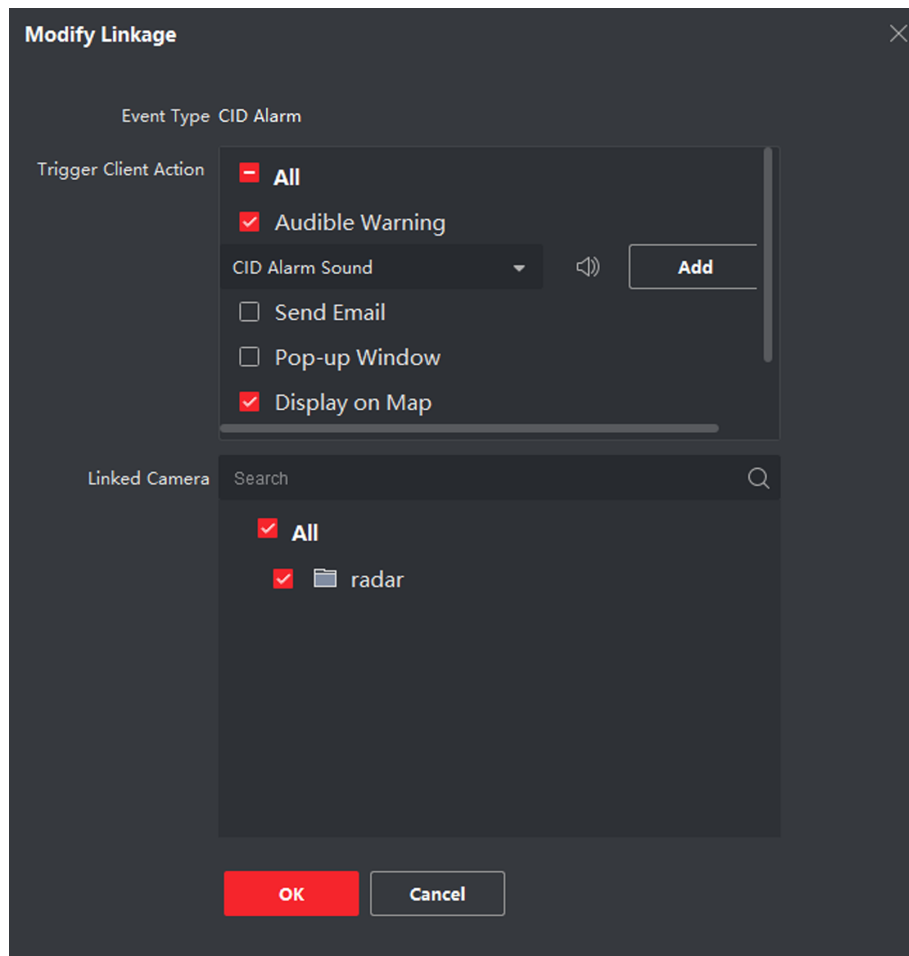 Modify Linkage
Event Type CID Alarm
Trigger Client Action
All
Audible Warning
CID Alarm Sound Add
Send Email
Pop-up Window
Display on Map
Linked Camera Search
All
radar
OK Cancel